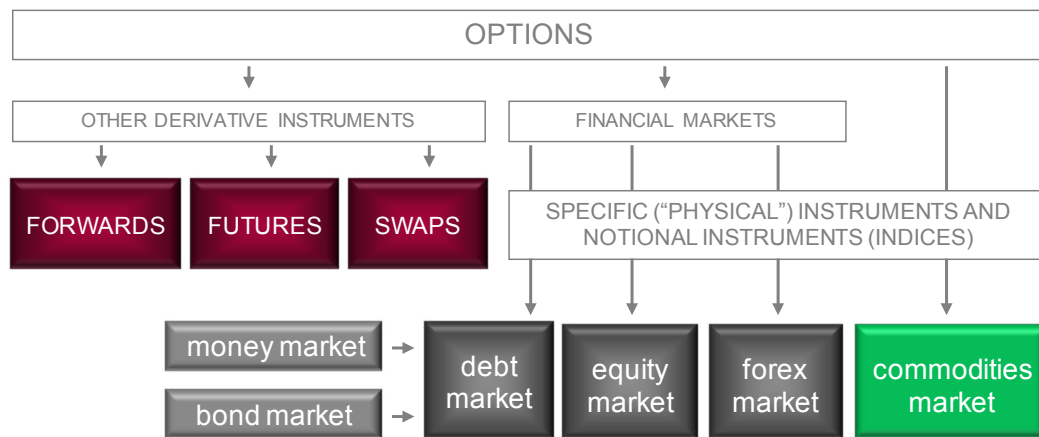 OPTIONS
OTHER DERIVATIVE INSTRUMENTS
FINANCIAL MARKETS
FORWARDS
FUTURES
SWAPS
SPECIFIC (“PHYSICAL”) INSTRUMENTS AND
NOTIONAL INSTRUMENTS (INDICES)
money market
bond market
debt
market
equity
market
forex
market
commodities
market